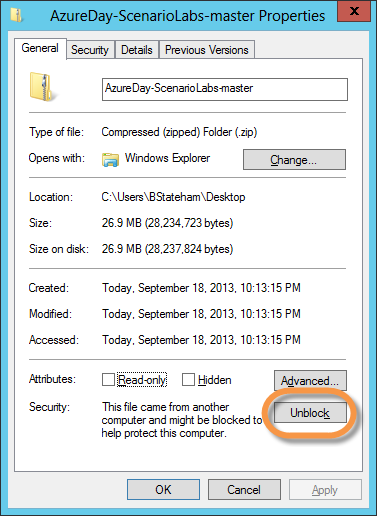 AzureDay-ScenarioLabs-master Properties
x
General Security Details Previous Versions
AzureDay-ScenarioLabs-master
Type of file: Compressed (zipped) Folder (.zip)
Opens with: Windows Explorer Change...
Location: C:\Users\BStateham\Desktop
Size: 26.9 MB (28,234,723 bytes)
Size on disk: 26.9 MB (28,237,824 bytes)
Created: Today, September 18, 2013, 10:13:15 PM
Modified: Today, September 18, 2013, 10:13:15 PM
Accessed: Today, September 18, 2013, 10:13:15 PM
Attributes: Read-only Hidden Advanced...
Security: This file came from another
computer and might be blocked to
help protect this computer.
Unblock
OK Cancel Apply